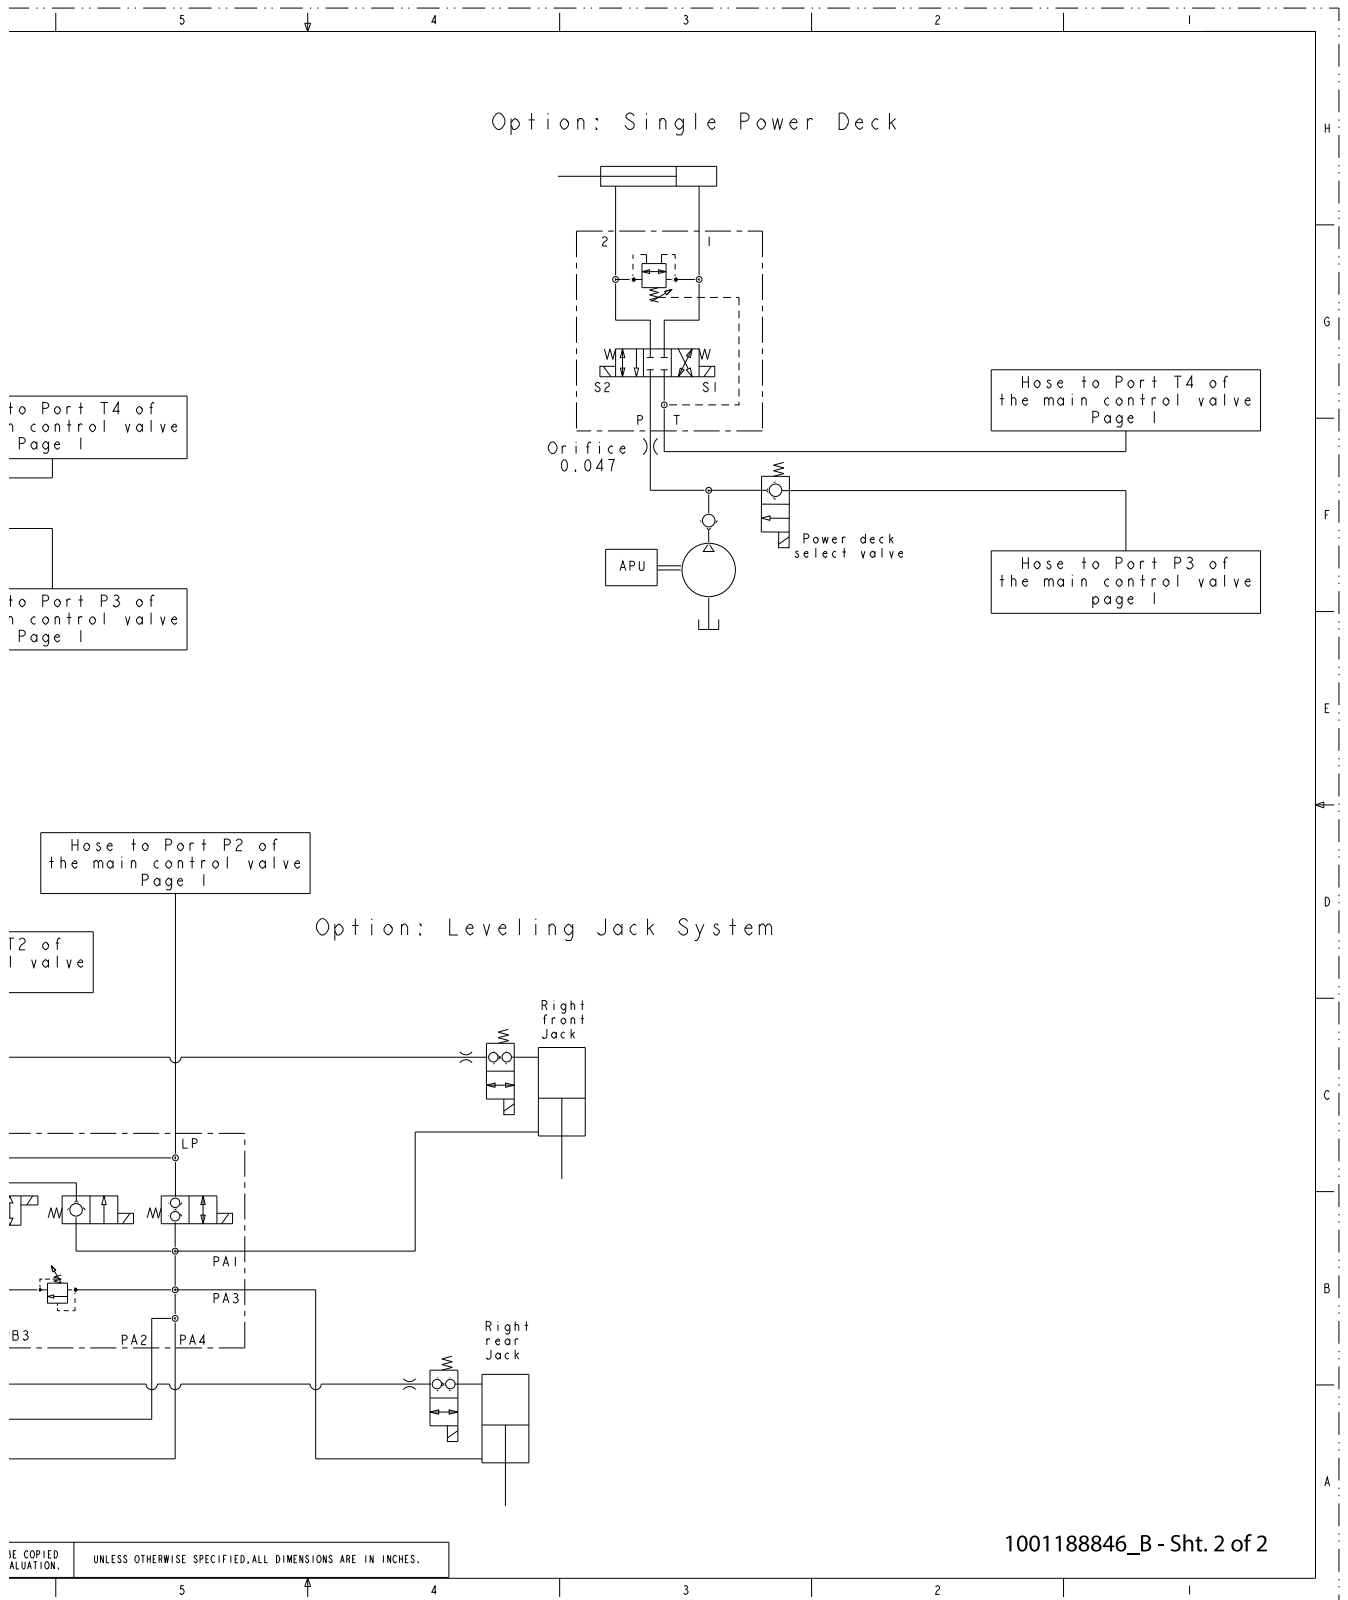 5 4 3 2 1
Option: Single Power Deck
H
2 1
G
S2 S1
Hose to Port T4 of
the main control valve
Page 1
to Port T4 of
control valve
Page 1
P T
Orifice
0.047
F
Power deck
select valve
APU
Hose to Port P3 of
the main control valve
page 1
to Port P3 of
control valve
Page 1
E
Hose to Port P2 of
the main control valve
Page 1
D
Option: Leveling Jack System
T2 of
valve
Right
front
Jack
C
LP
PA1
B
PA3
PB3
PA2 PA4
Right
rear
Jack
A
1001188846_B - Sht. 2 of 2
BE COPIED
UNLESS OTHERWISE SPECIFIED, ALL DIMENSIONS ARE IN INCHES.
5 4 3 2 1